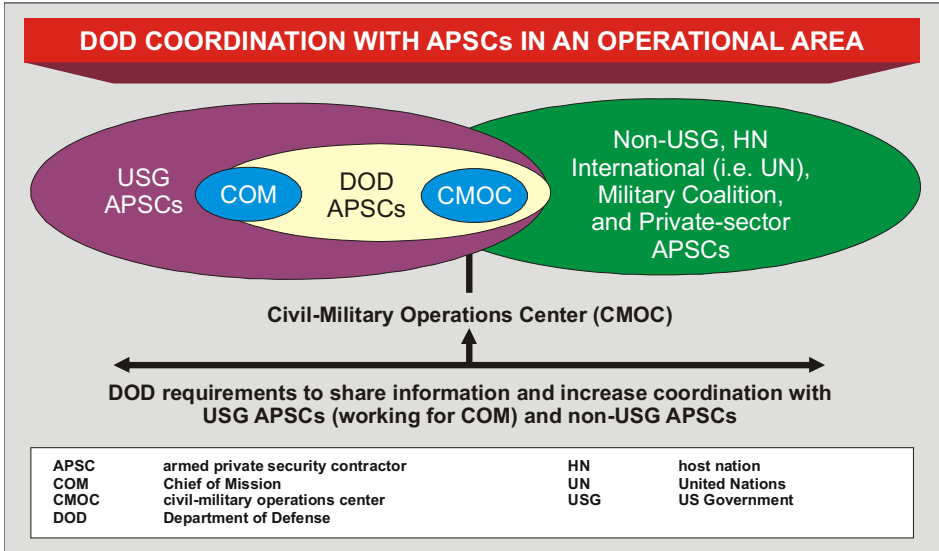 DOD COORDINATION WITH APSCs IN AN OPERATIONAL AREA
USG
APSCs
COM
DOD
APSCs
CMOC
Non-USG, HN
International (i.e. UN),
Military Coalition,
and Private-sector
APSCs
Civil-Military Operations Center (CMOC)
DOD requirements to share information and increase coordination with
USG APSCs (working for COM) and non-USG APSCs
APSC armed private security contractor
COM Chief of Mission
CMOC civil-military operations center
DOD Department of Defense
HN host nation
UN United Nations
USG US Government